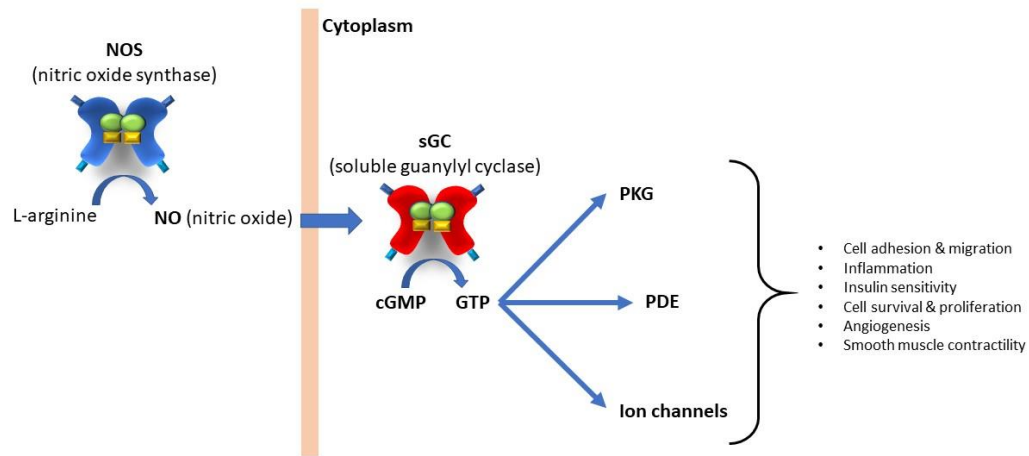 Cytoplasm
NOS
(nitric oxide synthase)
L-arginine
NO (nitric oxide)
sGC
(soluble guanylyl cyclase)
cGMP
GTP
PKG
PDE
Ion channels
• Cell adhesion & migration
• Inflammation
• Insulin sensitivity
• Cell survival & proliferation
• Angiogenesis
• Smooth muscle contractility